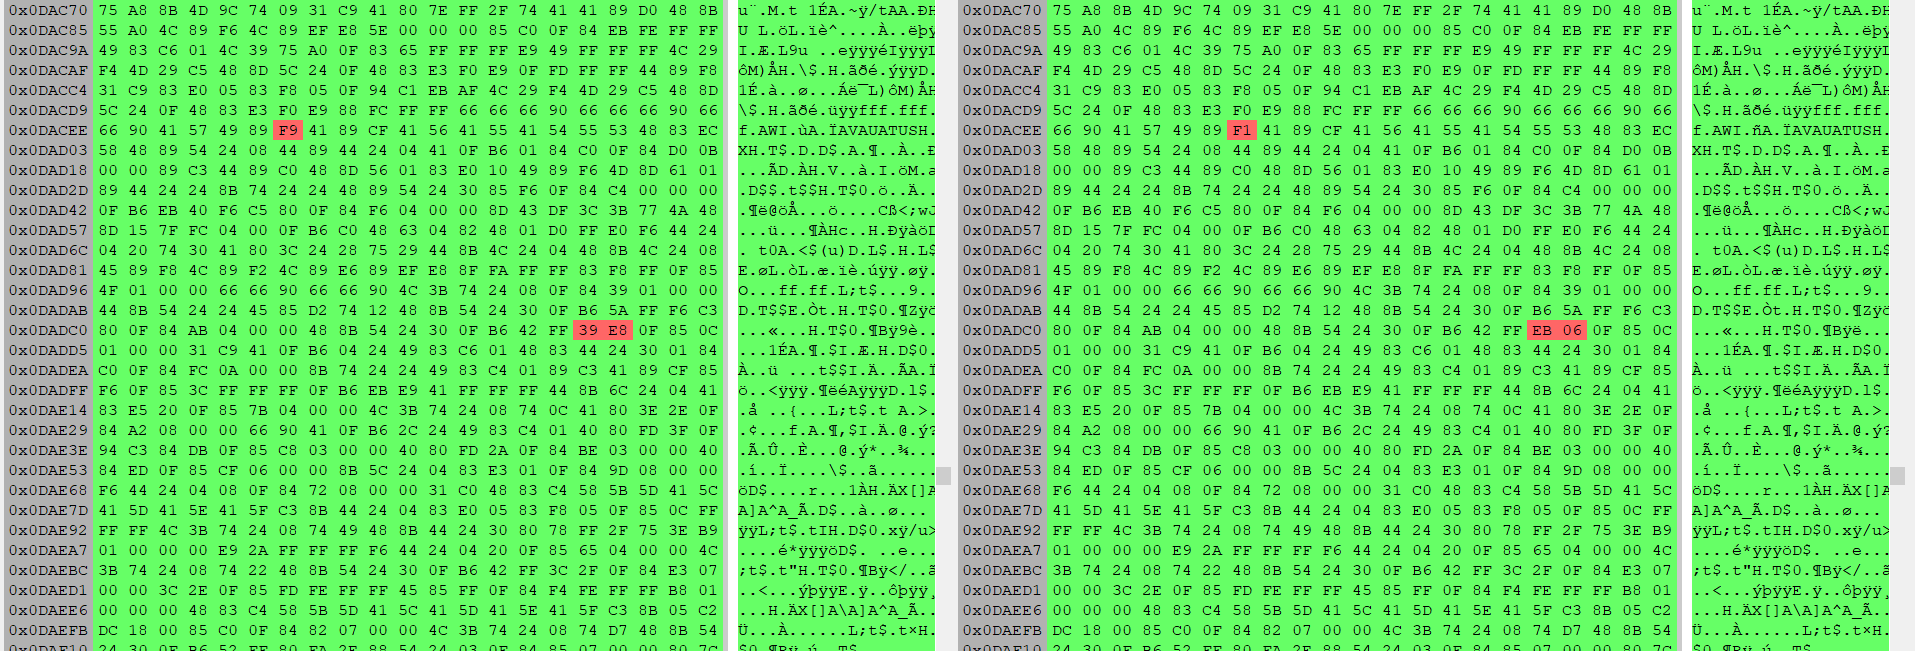 0x0DAC70 75 A8 8B 4D 9C 74 09 31 C9 41 80 7E FF 2F 74 41 41 89 D0 48 8B u¨.M.t 1ÉA.~ÿ/tAA.ÐH 0x0DAC70 75 A8 8B 4D 9C 74 09 31 C9 41 80 7E FF 2F 74 41 41 89 D0 48 8B u¨.M.t 1ÉA.~ÿ/tAA.ÐH
0x0DAC85 55 A0 4C 89 F6 4C 89 EF E8 5E 00 00 00 85 C0 0F 84 EB FE FF FF U L.öL.ïè^....À..ëþÿ 0x0DAC85 55 A0 4C 89 F6 4C 89 EF E8 5E 00 00 00 85 C0 0F 84 EB FE FF FF U L.öL.ïè^....À..ëþÿ
0x0DAC9A 49 83 C6 01 4C 39 75 A0 0F 83 65 FF FF FF E9 49 FF FF FF 4C 29 I.Æ.L9u ..eÿÿÿéIÿÿÿL 0x0DAC9A 49 83 C6 01 4C 39 75 A0 0F 83 65 FF FF FF E9 49 FF FF FF 4C 29 I.Æ.L9u ..eÿÿÿéIÿÿÿL
0x0DACAF F4 4D 29 C5 48 8D 5C 24 0F 48 83 E3 F0 E9 0F FD FF FF 44 89 F8 ôM)ÅH.\$.H.ãðé.ýÿÿD. 0x0DACAF F4 4D 29 C5 48 8D 5C 24 0F 48 83 E3 F0 E9 0F FD FF FF 44 89 F8 ôM)ÅH.\$.H.ãðé.ýÿÿD.
0x0DACC4 31 C9 83 E0 05 83 F8 05 0F 94 C1 EB AF 4C 29 F4 4D 29 C5 48 8D 1É.à..ø...Áë¯L)ôM)ÅH 0x0DACC4 31 C9 83 E0 05 83 F8 05 0F 94 C1 EB AF 4C 29 F4 4D 29 C5 48 8D 1É.à..ø...Áë¯L)ôM)ÅH
0x0DACD9 5C 24 0F 48 83 E3 F0 E9 88 FC FF FF 66 66 66 90 66 66 66 90 66 \$.H.ãðé.üÿÿfff.fff. 0x0DACD9 5C 24 0F 48 83 E3 F0 E9 88 FC FF FF 66 66 66 90 66 66 66 90 66 \$.H.ãðé.üÿÿfff.fff.
0x0DACEE 66 90 41 57 49 89 F9 41 89 CF 41 56 41 55 41 54 55 53 48 83 EC f.AWI.ùA.ÏAVAUATUSH. 0x0DACEE 66 90 41 57 49 89 F1 41 89 CF 41 56 41 55 41 54 55 53 48 83 EC f.AWI.ñA.ÏAVAUATUSH.
0x0DAD03 58 48 89 54 24 08 44 89 44 24 04 41 0F B6 01 84 C0 0F 84 D0 0B XH.T$.D.D$.A.¶..À..Ð 0x0DAD03 58 48 89 54 24 08 44 89 44 24 04 41 0F B6 01 84 C0 0F 84 D0 0B XH.T$.D.D$.A.¶..À..Ð
0x0DAD18 00 00 89 C3 44 89 C0 48 8D 56 01 83 E0 10 49 89 F6 4D 8D 61 01 ...ÃD.ÀH.V..à.I.öM.a 0x0DAD18 00 00 89 C3 44 89 C0 48 8D 56 01 83 E0 10 49 89 F6 4D 8D 61 01 ...ÃD.ÀH.V..à.I.öM.a
0x0DAD2D 89 44 24 24 8B 74 24 24 48 89 54 24 30 85 F6 0F 84 C4 00 00 00 .D$$.t$$H.T$0.ö..Ä.. 0x0DAD2D 89 44 24 24 8B 74 24 24 48 89 54 24 30 85 F6 0F 84 C4 00 00 00 .D$$.t$$H.T$0.ö..Ä..
0x0DAD42 0F B6 EB 40 F6 C5 80 0F 84 F6 04 00 00 8D 43 DF 3C 3B 77 4A 48 .¶ë@öÅ...ö....Cß<;wJ 0x0DAD42 0F B6 EB 40 F6 C5 80 0F 84 F6 04 00 00 8D 43 DF 3C 3B 77 4A 48 .¶ë@öÅ...ö....Cß<;wJ
0x0DAD57 8D 15 7F FC 04 00 0F B6 C0 48 63 04 82 48 01 D0 FF E0 F6 44 24 ...ü...¶ÀHc..H.ÐÿàöD 0x0DAD57 8D 15 7F FC 04 00 0F B6 C0 48 63 04 82 48 01 D0 FF E0 F6 44 24 ...ü...¶ÀHc..H.ÐÿàöD
0x0DAD6C 04 20 74 30 41 80 3C 24 28 75 29 44 8B 4C 24 04 48 8B 4C 24 08 . t0A.<$(u)D.L$.H.L$ 0x0DAD6C 04 20 74 30 41 80 3C 24 28 75 29 44 8B 4C 24 04 48 8B 4C 24 08 . t0A.<$(u)D.L$.H.L$
0x0DAD81 45 89 F8 4C 89 F2 4C 89 E6 89 EF E8 8F FA FF FF 83 F8 FF 0F 85 E.øL.òL.æ.ïè.úÿÿ.øÿ. 0x0DAD81 45 89 F8 4C 89 F2 4C 89 E6 89 EF E8 8F FA FF FF 83 F8 FF 0F 85 E.øL.òL.æ.ïè.úÿÿ.øÿ.
0x0DAD96 4F 01 00 00 66 66 90 66 66 90 4C 3B 74 24 08 0F 84 39 01 00 00 O...ff.ff.L;t$...9.. 0x0DAD96 4F 01 00 00 66 66 90 66 66 90 4C 3B 74 24 08 0F 84 39 01 00 00 O...ff.ff.L;t$...9..
0x0DADAB 44 8B 54 24 24 45 85 D2 74 12 48 8B 54 24 30 0F B6 5A FF F6 C3 D.T$$E.Òt.H.T$0.¶Zÿö 0x0DADAB 44 8B 54 24 24 45 85 D2 74 12 48 8B 54 24 30 0F B6 5A FF F6 C3 D.T$$E.Òt.H.T$0.¶Zÿö
0x0DADC0 80 0F 84 AB 04 00 00 48 8B 54 24 30 0F B6 42 FF 39 E8 0F 85 0C ...«...H.T$0.¶Bÿ9è.. 0x0DADC0 80 0F 84 AB 04 00 00 48 8B 54 24 30 0F B6 42 FF EB 06 0F 85 0C ...«...H.T$0.¶Bÿë...
0x0DADD5 01 00 00 31 C9 41 0F B6 04 24 49 83 C6 01 48 83 44 24 30 01 84 ...1ÉA.¶.$I.Æ.H.D$0. 0x0DADD5 01 00 00 31 C9 41 0F B6 04 24 49 83 C6 01 48 83 44 24 30 01 84 ...1ÉA.¶.$I.Æ.H.D$0.
0x0DADEA C0 0F 84 FC 0A 00 00 8B 74 24 24 49 83 C4 01 89 C3 41 89 CF 85 À..ü ...t$$I.Ä..ÃA.Ï 0x0DADEA C0 0F 84 FC 0A 00 00 8B 74 24 24 49 83 C4 01 89 C3 41 89 CF 85 À..ü ...t$$I.Ä..ÃA.Ï
0x0DADFF F6 0F 85 3C FF FF FF 0F B6 EB E9 41 FF FF FF 44 8B 6C 24 04 41 ö..<ÿÿÿ.¶ëéAÿÿÿD.l$. 0x0DADFF F6 0F 85 3C FF FF FF 0F B6 EB E9 41 FF FF FF 44 8B 6C 24 04 41 ö..<ÿÿÿ.¶ëéAÿÿÿD.l$.
0x0DAE14 83 E5 20 0F 85 7B 04 00 00 4C 3B 74 24 08 74 0C 41 80 3E 2E 0F .å ..{...L;t$.t A.>. 0x0DAE14 83 E5 20 0F 85 7B 04 00 00 4C 3B 74 24 08 74 0C 41 80 3E 2E 0F .å ..{...L;t$.t A.>.
0x0DAE29 84 A2 08 00 00 66 90 41 0F B6 2C 24 49 83 C4 01 40 80 FD 3F 0F .¢...f.A.¶,$I.Ä.@.ý? 0x0DAE29 84 A2 08 00 00 66 90 41 0F B6 2C 24 49 83 C4 01 40 80 FD 3F 0F .¢...f.A.¶,$I.Ä.@.ý?
0x0DAE3E 94 C3 84 DB 0F 85 C8 03 00 00 40 80 FD 2A 0F 84 BE 03 00 00 40 .Ã.Û..È...@.ý*..¾... 0x0DAE3E 94 C3 84 DB 0F 85 C8 03 00 00 40 80 FD 2A 0F 84 BE 03 00 00 40 .Ã.Û..È...@.ý*..¾...
0x0DAE53 84 ED 0F 85 CF 06 00 00 8B 5C 24 04 83 E3 01 0F 84 9D 08 00 00 .í..Ï....\$..ã...... 0x0DAE53 84 ED 0F 85 CF 06 00 00 8B 5C 24 04 83 E3 01 0F 84 9D 08 00 00 .í..Ï....\$..ã......
0x0DAE68 F6 44 24 04 08 0F 84 72 08 00 00 31 C0 48 83 C4 58 5B 5D 41 5C öD$....r...1ÀH.ÄX[]A 0x0DAE68 F6 44 24 04 08 0F 84 72 08 00 00 31 C0 48 83 C4 58 5B 5D 41 5C öD$....r...1ÀH.ÄX[]A
0x0DAE7D 41 5D 41 5E 41 5F C3 8B 44 24 04 83 E0 05 83 F8 05 0F 85 0C FF A]A^A_Ã.D$..à..ø.... 0x0DAE7D 41 5D 41 5E 41 5F C3 8B 44 24 04 83 E0 05 83 F8 05 0F 85 0C FF A]A^A_Ã.D$..à..ø....
0x0DAE92 FF FF 4C 3B 74 24 08 74 49 48 8B 44 24 30 80 78 FF 2F 75 3E B9 ÿÿL;t$.tIH.D$0.xÿ/u> 0x0DAE92 FF FF 4C 3B 74 24 08 74 49 48 8B 44 24 30 80 78 FF 2F 75 3E B9 ÿÿL;t$.tIH.D$0.xÿ/u>
0x0DAEA7 01 00 00 00 E9 2A FF FF FF F6 44 24 04 20 0F 85 65 04 00 00 4C ....é*ÿÿÿöD$. ..e... 0x0DAEA7 01 00 00 00 E9 2A FF FF FF F6 44 24 04 20 0F 85 65 04 00 00 4C ....é*ÿÿÿöD$. ..e...
0x0DAEBC 3B 74 24 08 74 22 48 8B 54 24 30 0F B6 42 FF 3C 2F 0F 84 E3 07 ;t$.t"H.T$0.¶Bÿ</..ã 0x0DAEBC 3B 74 24 08 74 22 48 8B 54 24 30 0F B6 42 FF 3C 2F 0F 84 E3 07 ;t$.t"H.T$0.¶Bÿ</..ã
0x0DAED1 00 00 3C 2E 0F 85 FD FE FF FF 45 85 FF 0F 84 F4 FE FF FF B8 01 ..<...ýþÿÿE.ÿ..ôþÿÿ¸ 0x0DAED1 00 00 3C 2E 0F 85 FD FE FF FF 45 85 FF 0F 84 F4 FE FF FF B8 01 ..<...ýþÿÿE.ÿ..ôþÿÿ¸
0x0DAEE6 00 00 00 48 83 C4 58 5B 5D 41 5C 41 5D 41 5E 41 5F C3 8B 05 C2 ...H.ÄX[]A\A]A^A_Ã.. 0x0DAEE6 00 00 00 48 83 C4 58 5B 5D 41 5C 41 5D 41 5E 41 5F C3 8B 05 C2 ...H.ÄX[]A\A]A^A_Ã..
0x0DAEFB DC 18 00 85 C0 0F 84 82 07 00 00 4C 3B 74 24 08 74 D7 48 8B 54 Ü...À......L;t$.t×H. 0x0DAEFB DC 18 00 85 C0 0F 84 82 07 00 00 4C 3B 74 24 08 74 D7 48 8B 54 Ü...À......L;t$.t×H.
0x0DAF10 24 30 0F B6 52 FF 80 FA 2F 88 54 24 03 0F 84 85 07 00 00 80 7C 0x0DAF10 24 30 0F B6 52 FF 80 FA 2F 88 54 24 03 0F 84 85 07 00 00 80 7C